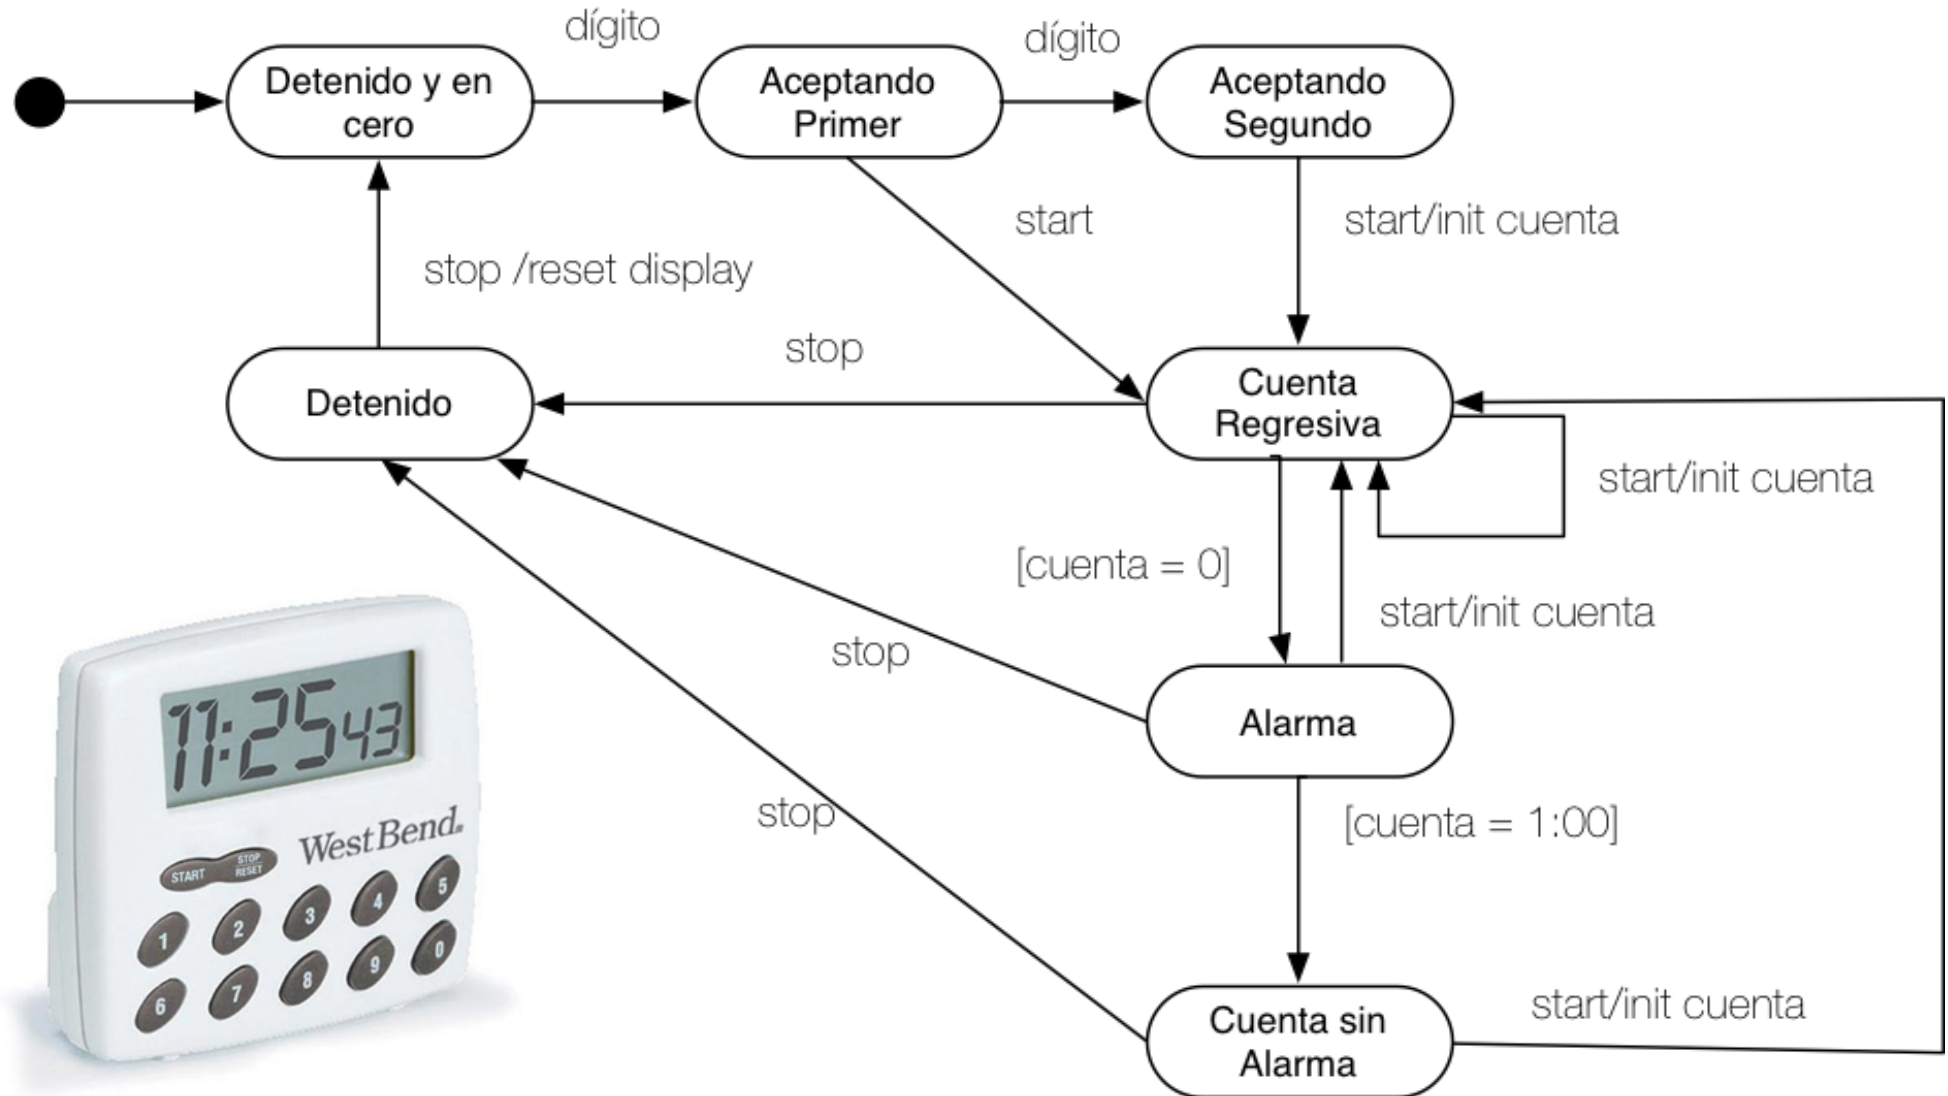 dígito
dígito
Detenido y en
cero
Aceptando
Primer
Aceptando
Segundo
start
start/init cuenta
stop /reset display
stop
Detenido
Cuenta
Regresiva
start/init cuenta
[cuenta = 0]
start/init cuenta
stop
Alarma
stop
[cuenta = 1:00]
Cuenta sin
Alarma
start/init cuenta
11:25 43
WestBend
START
STOP
RESET
1 2 3 4 5
6 7 8 9 0